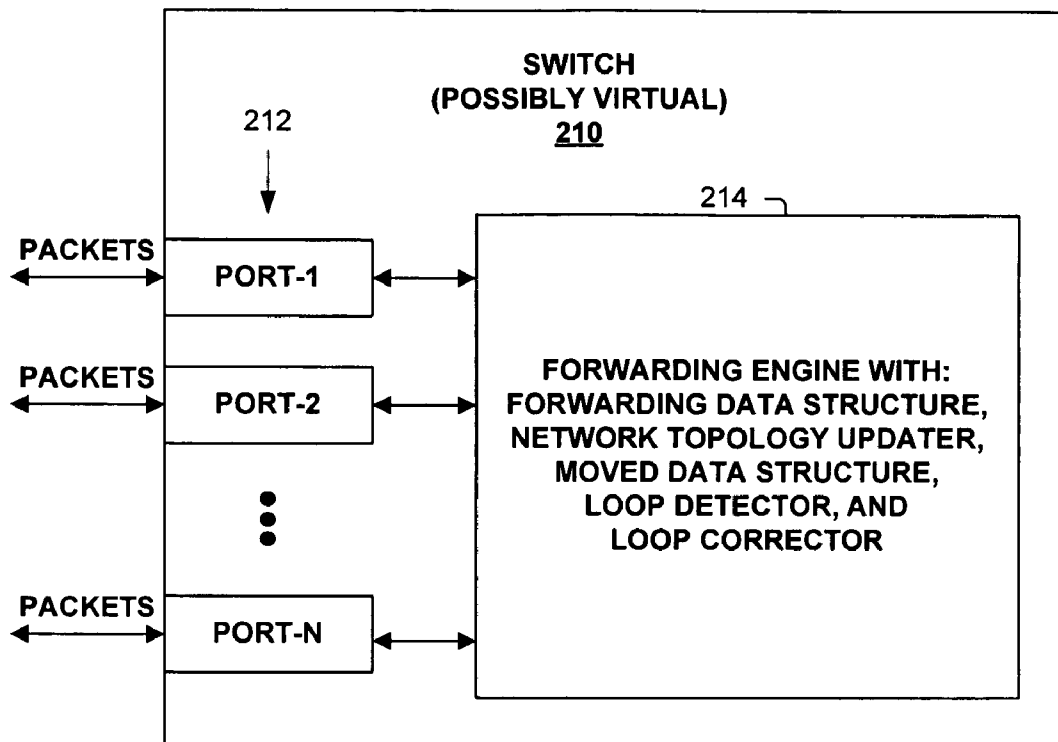 SWITCH
(POSSIBLY VIRTUAL)
210
212
214
PACKETS
PORT-1
PACKETS
PORT-2
PACKETS
PORT-N
FORWARDING ENGINE WITH:
FORWARDING DATA STRUCTURE,
NETWORK TOPOLOGY UPDATER,
MOVED DATA STRUCTURE,
LOOP DETECTOR, AND
LOOP CORRECTOR